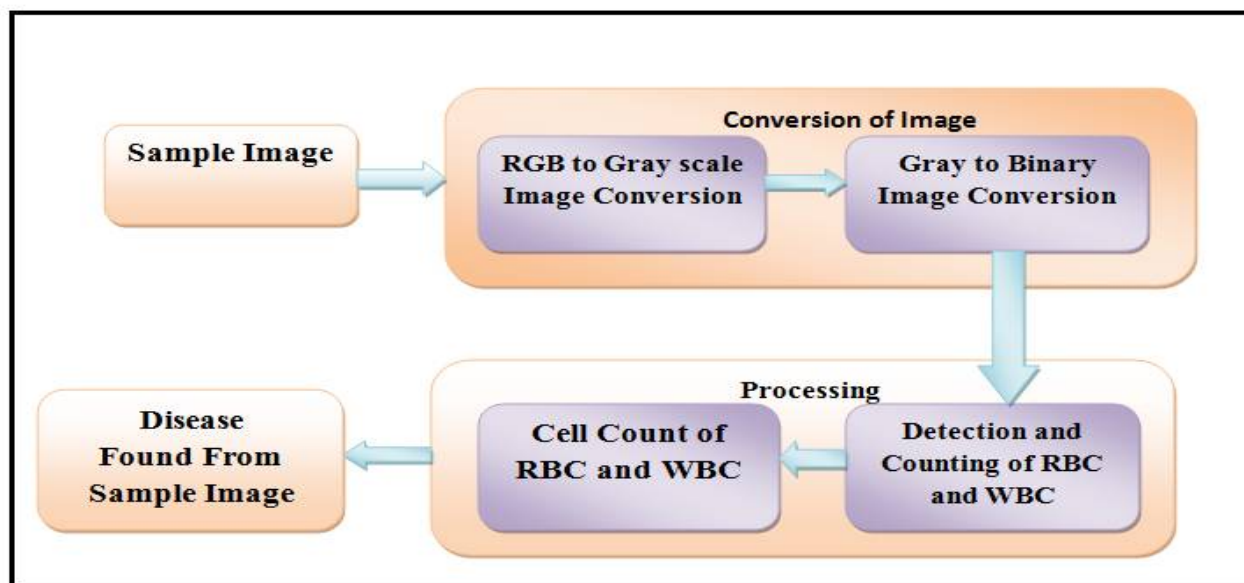 Sample Image
Conversion of Image
RGB to Gray scale
Image Conversion
Gray to Binary
Image Conversion
Processing
Detection and
Counting of RBC
and WBC
Cell Count of
RBC and WBC
Disease
Found From
Sample Image